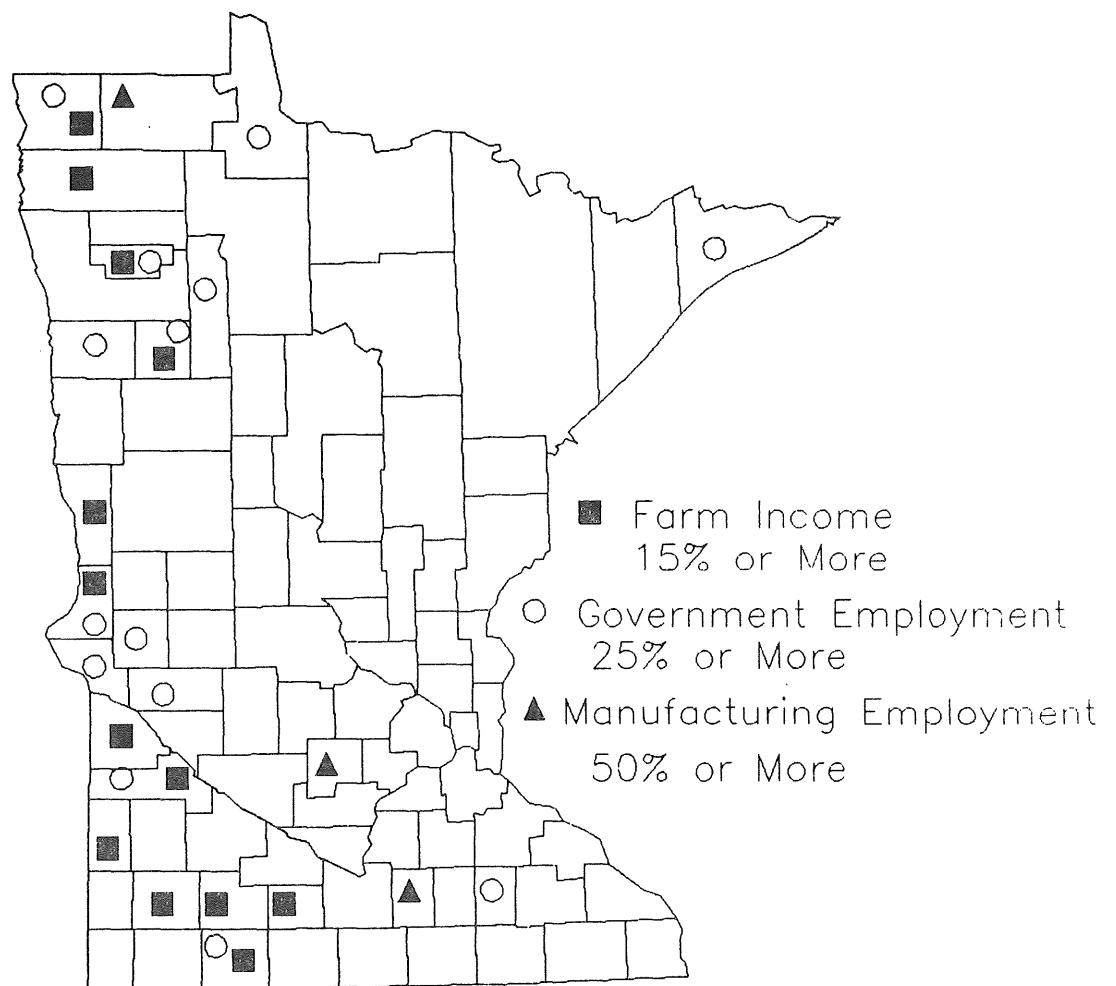 Farm Income
15% or More
Government Employment
25% or More
Manufacturing Employment
50% or More